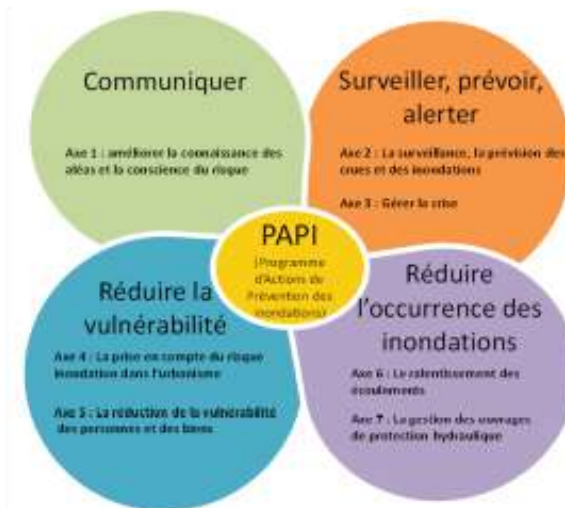 Communiquer
Axe 1 : améliorer la connaissance des
aléas et la conscience du risque
Surveiller, prévoir,
alerter
Axe 2 : La surveillance, la prévision des
crues et des inondations
Axe 3 : Gérer la crise
PAPI
(Programme
d'Actions de
Prévention des
inondations)
Réduire la
vulnérabilité
Axe 4 : La prise en compte du risque
inondation dans l'urbanisme
Axe 5 : La réduction de la vulnérabilité
des personnes et des biens
Réduire
l'occurrence des
inondations
Axe 6 : Le ralentissement des
écoulements
Axe 7 : La gestion des ouvrages
de protection hydraulique